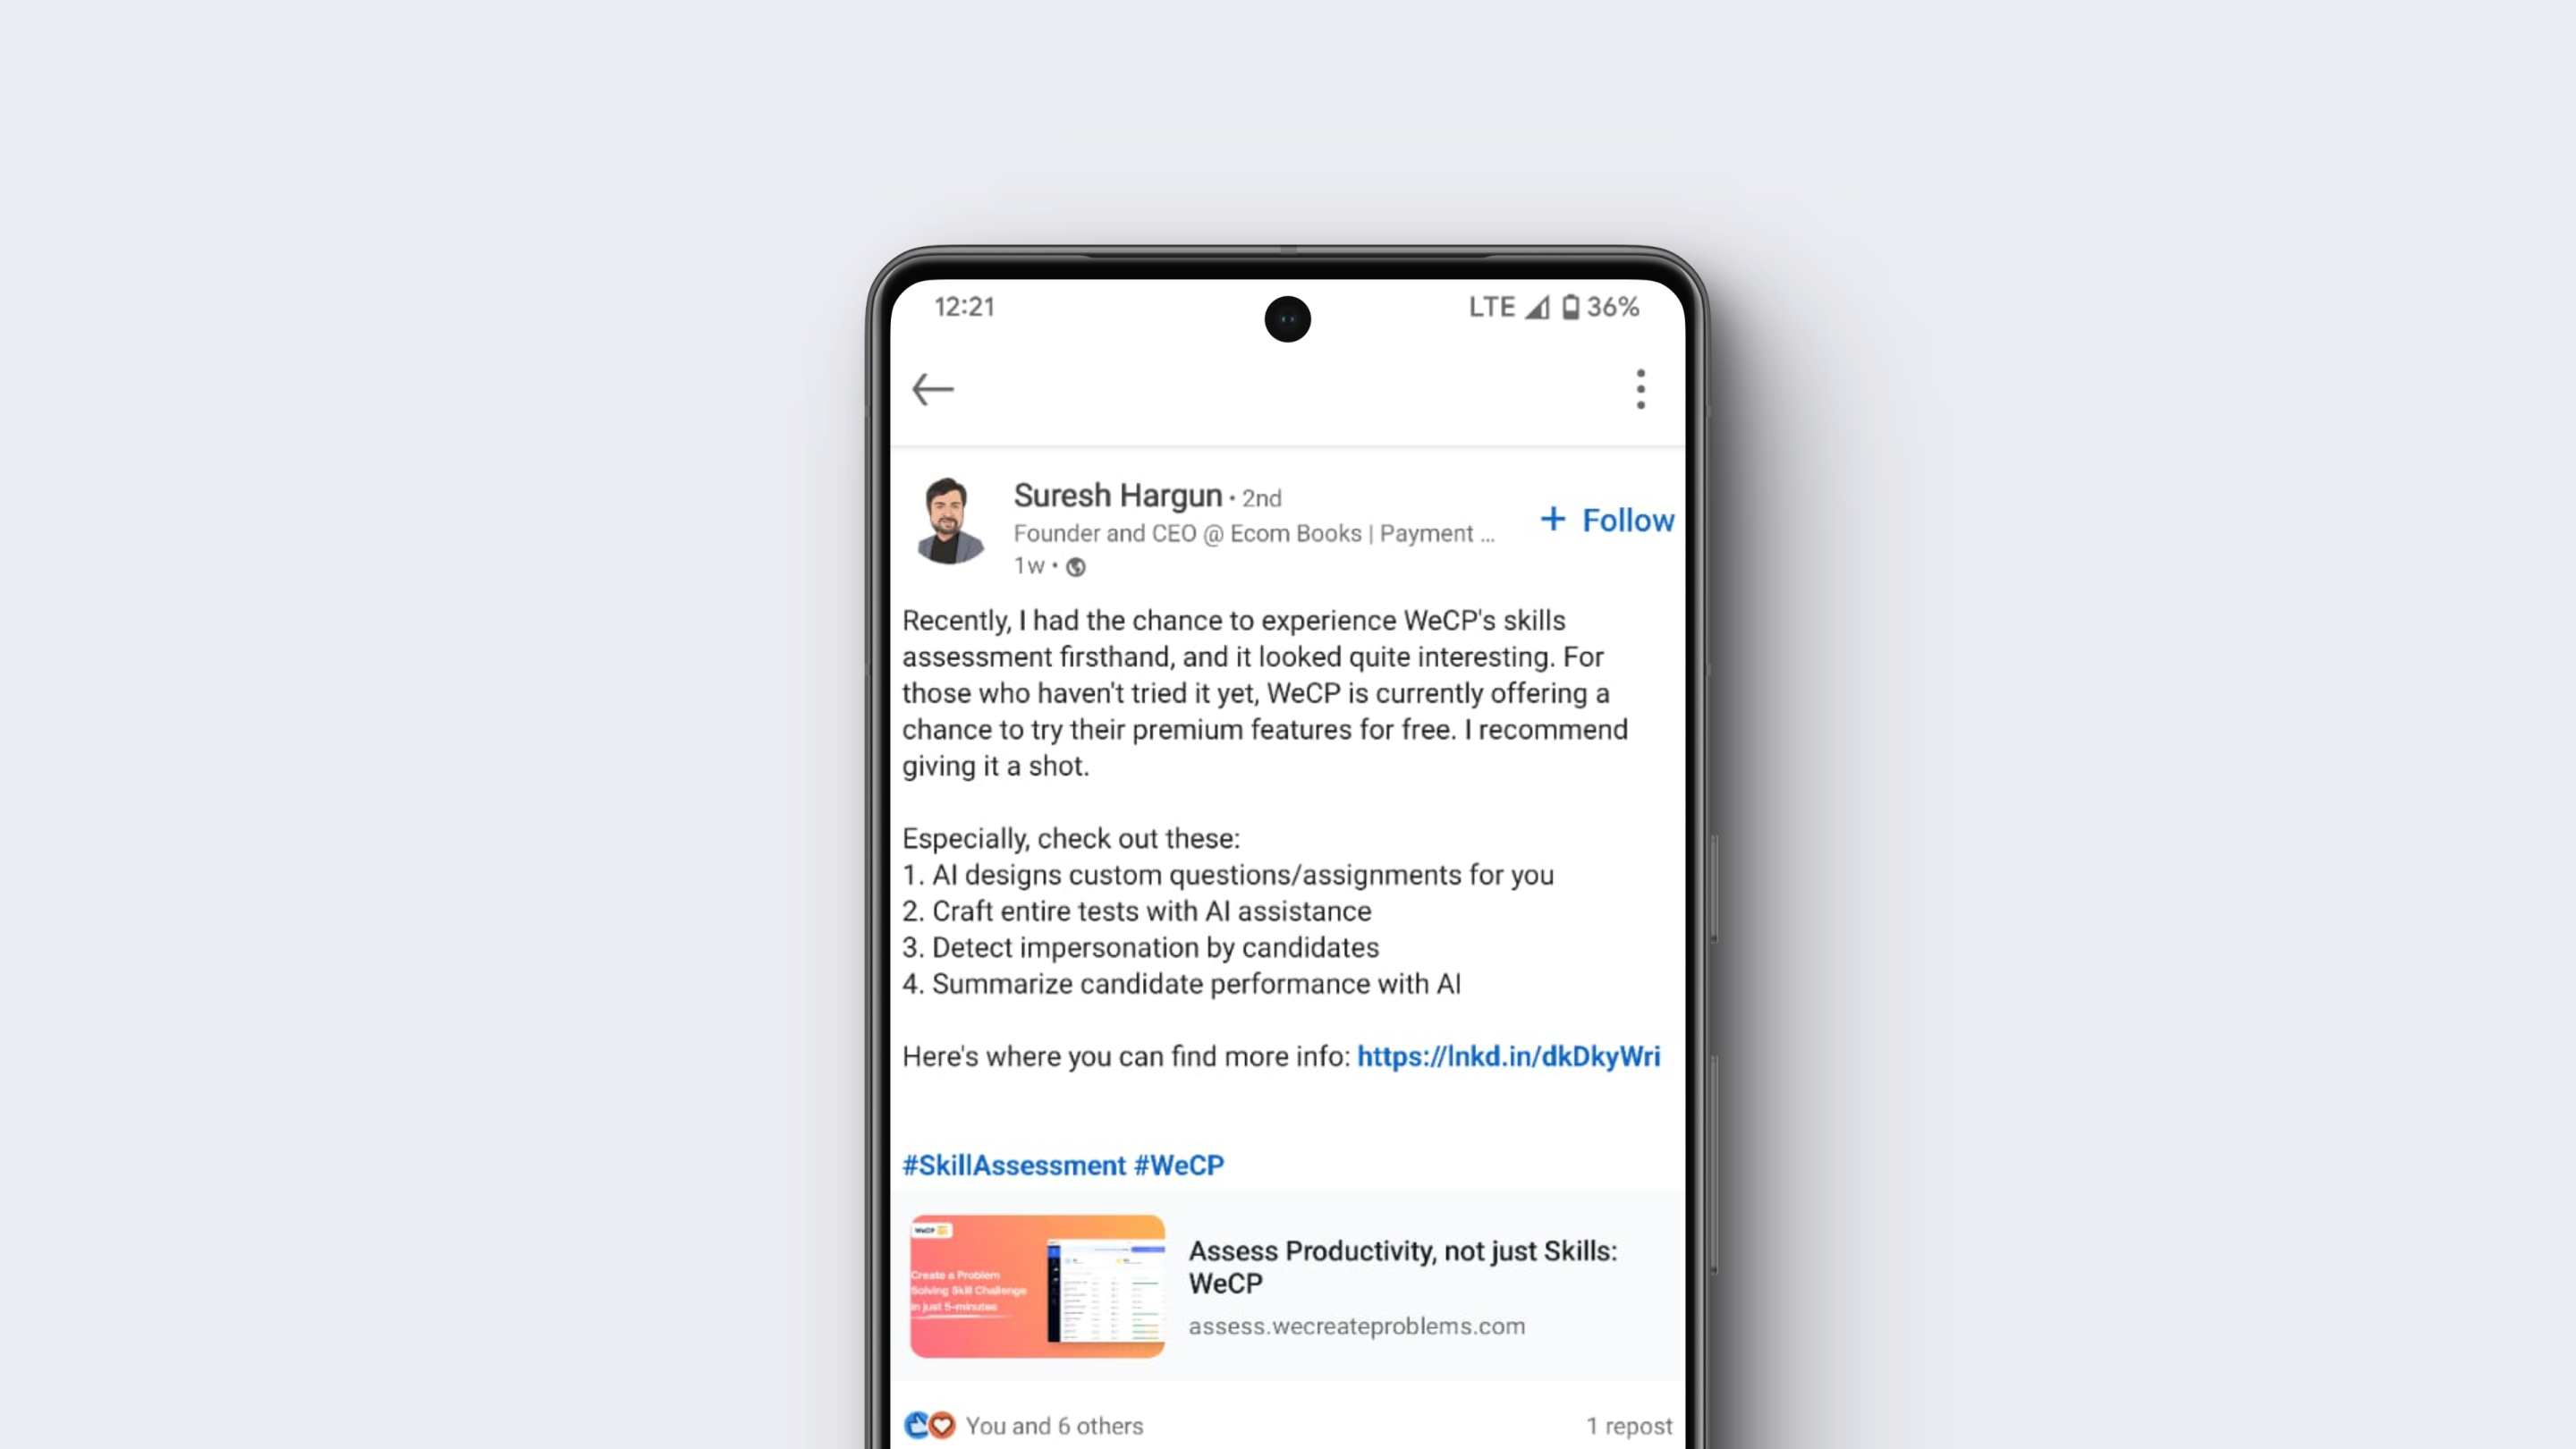 12:21
LTE 36%
Suresh Hargun • 2nd
Founder and CEO @ Ecom Books | Payment ...
+ Follow
1w •
Recently, I had the chance to experience WeCP's skills
assessment firsthand, and it looked quite interesting. For
those who haven't tried it yet, WeCP is currently offering a
chance to try their premium features for free. I recommend
giving it a shot.
Especially, check out these:
1. AI designs custom questions/assignments for you
2. Craft entire tests with AI assistance
3. Detect impersonation by candidates
4. Summarize candidate performance with AI
Here's where you can find more info: https://lnkd.in/dkDkyWri
#SkillAssessment #WeCP
WeCP
Create a Problem
Solving Skill Challenge
in just 5-minutes
Assess Productivity, not just Skills:
WeCP
assess.wecreateproblems.com
You and 6 others
1 repost